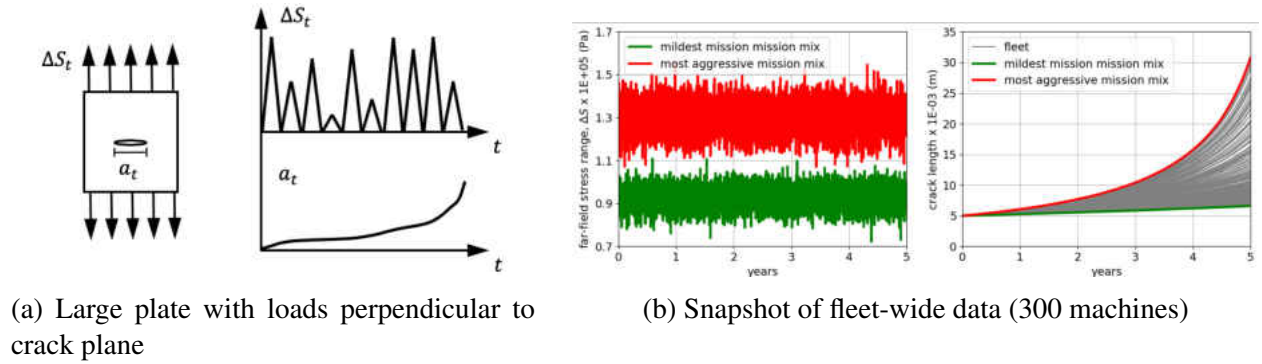 ΔS_t
a_t
ΔS_t
t
a_t
t
far-field stress range, ΔS x 1E+05 (Pa)
1.7
1.5
1.3
1.1
0.9
0.7
mildest mission mission mix
most aggressive mission mix
0 1 2 3 4 5
years
crack length x 1E-03 (m)
35
30
25
20
15
10
5
0
fleet
mildest mission mission mix
most aggressive mission mix
0 1 2 3 4 5
years
(a) Large plate with loads perpendicular to
crack plane
(b) Snapshot of fleet-wide data (300 machines)